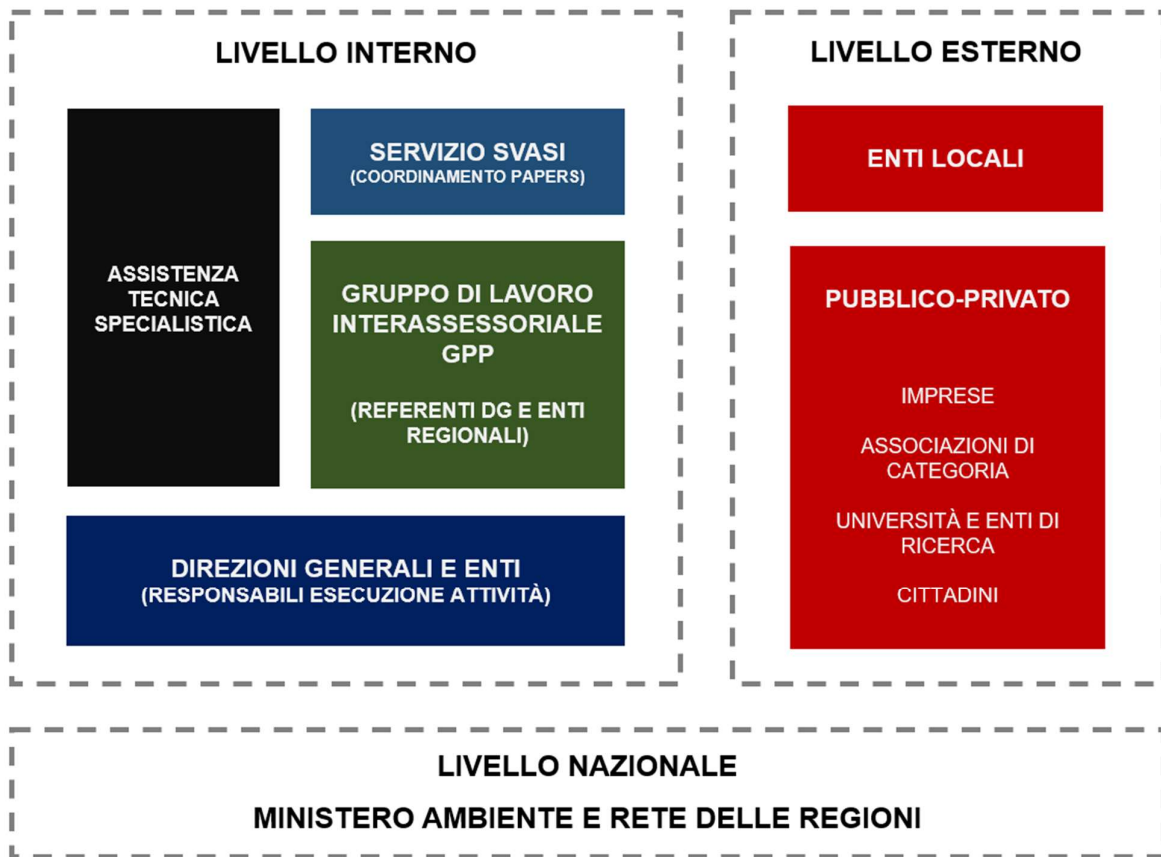 LIVELLO INTERNO
ASSISTENZA
TECNICA
SPECIALISTICA
SERVIZIO SVASI
(COORDINAMENTO PAPERS)
GRUPPO DI LAVORO
INTERASSESSORIALE
GPP
(REFERENTI DG E ENTI
REGIONALI)
DIREZIONI GENERALI E ENTI
(RESPONSABILI ESECUZIONE ATTIVITÀ)
LIVELLO ESTERNO
ENTI LOCALI
PUBBLICO-PRIVATO
IMPRESE
ASSOCIAZIONI DI
CATEGORIA
UNIVERSITÀ E ENTI DI
RICERCA
CITTADINI
LIVELLO NAZIONALE
MINISTERO AMBIENTE E RETE DELLE REGIONI